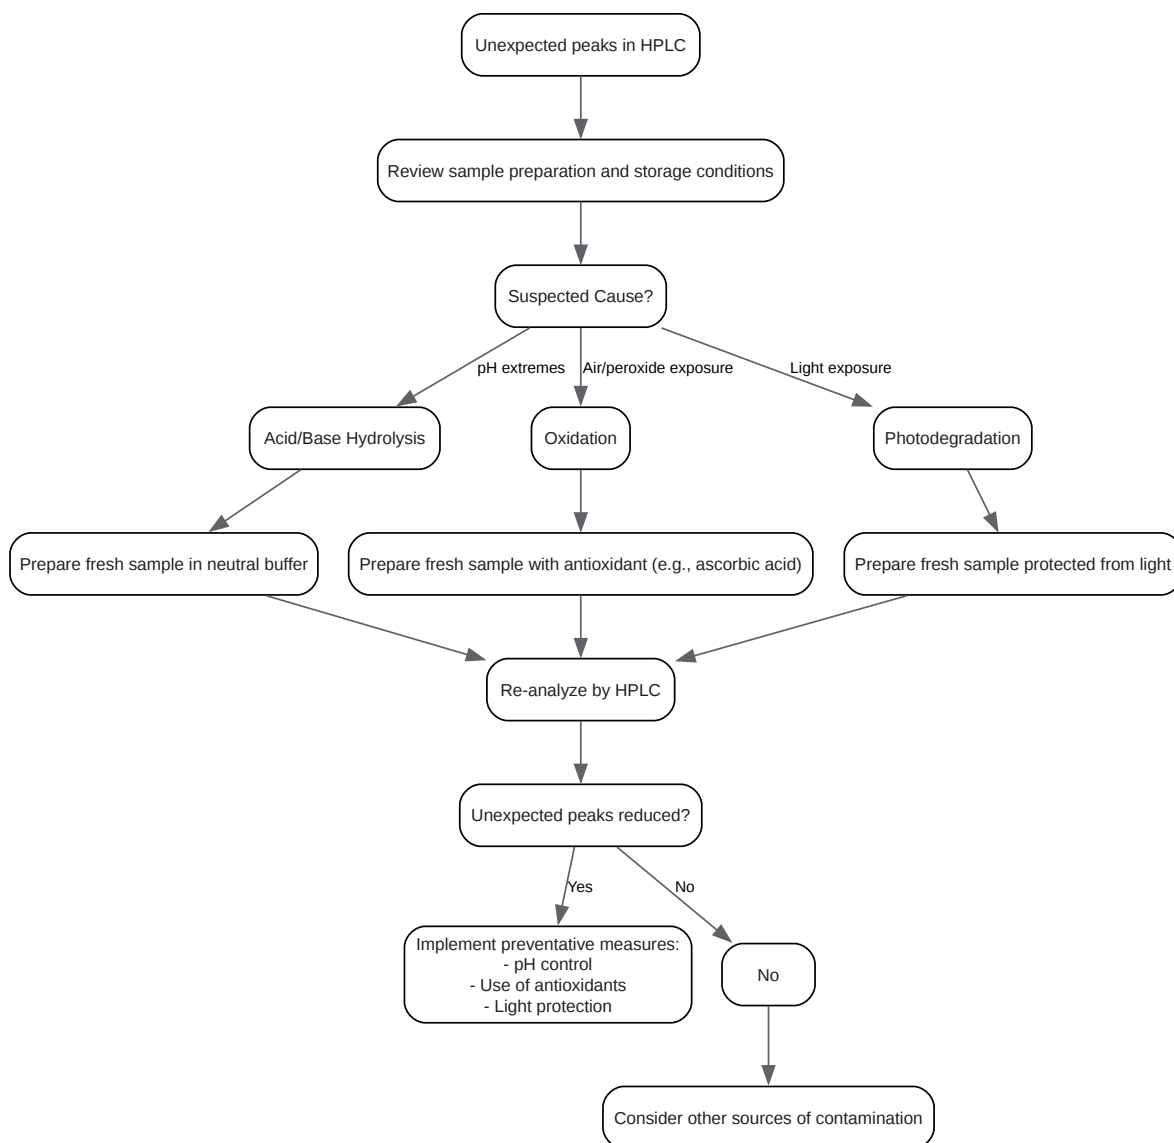 Unexpected peaks in HPLC
Review sample preparation and storage conditions
Suspected Cause?
pH extremes
Air/peroxide exposure
Light exposure
Acid/Base Hydrolysis
Oxidation
Photodegradation
Prepare fresh sample in neutral buffer
Prepare fresh sample with antioxidant (e.g., ascorbic acid)
Prepare fresh sample protected from light
Re-analyze by HPLC
Unexpected peaks reduced?
Yes
No
Implement preventative measures:
- pH control
- Use of antioxidants
- Light protection
No
Consider other sources of contamination